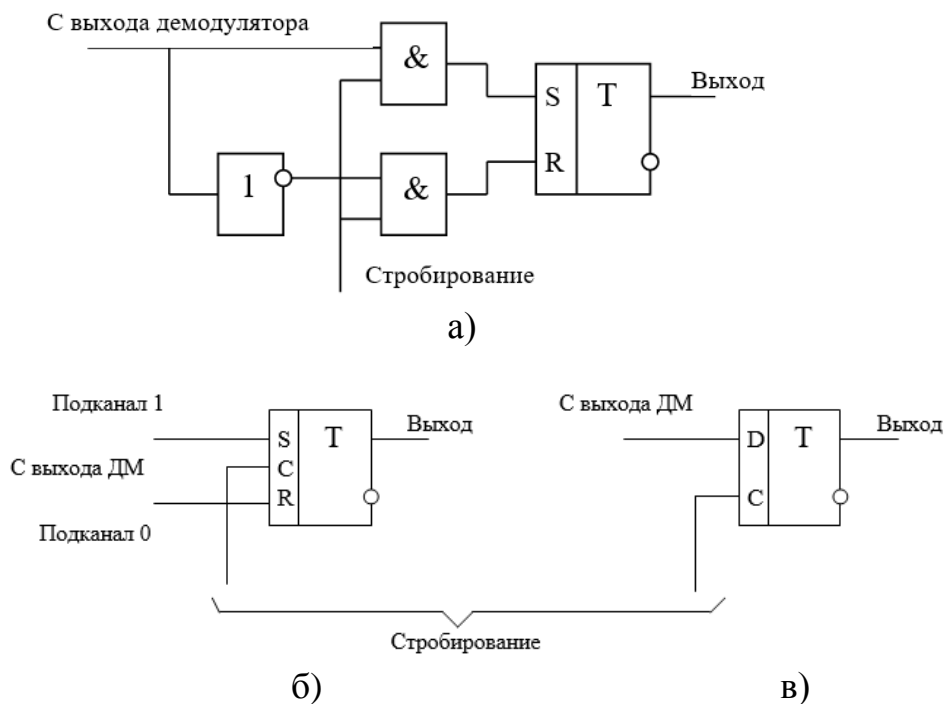 С выхода демодулятора
&
S T Выход
R
1
&
Стробирование
а)
Подканал 1
S T Выход
С выхода ДМ
C
R
Подканал 0
С выхода ДМ
D T Выход
C
Стробирование
б) в)